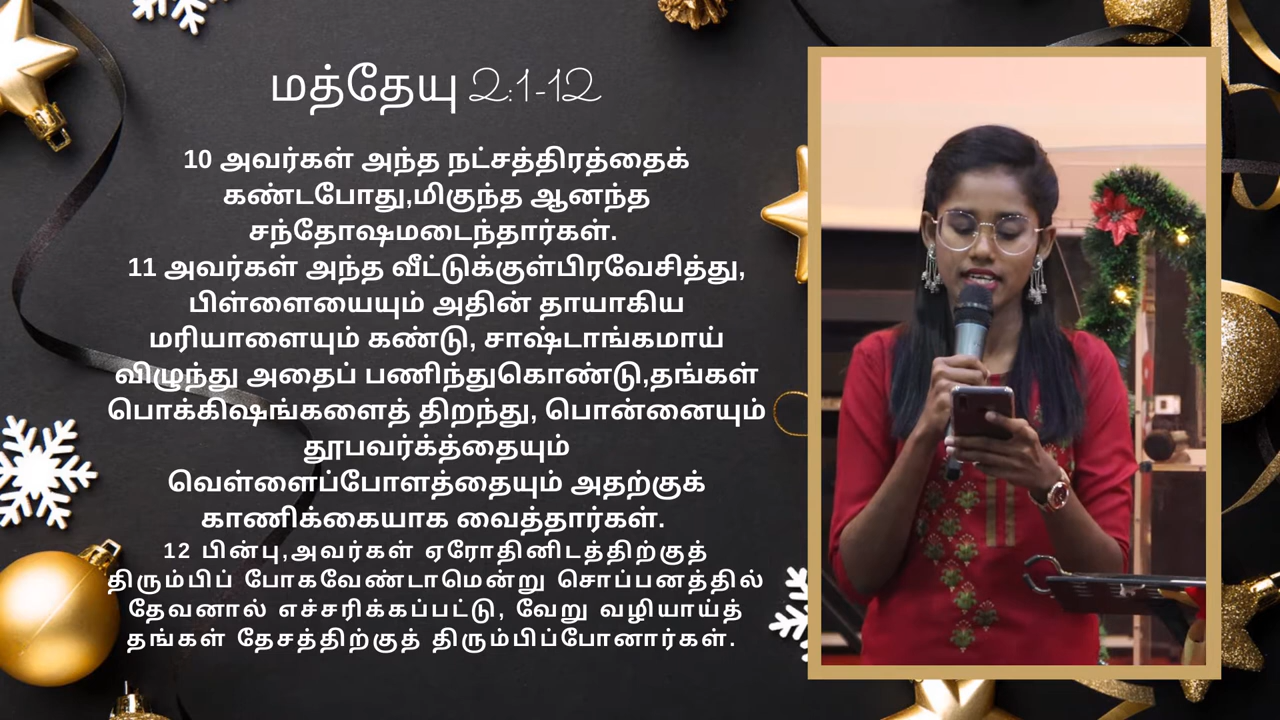 மத்தேயு 2:1-12
10 அவர்கள் அந்த நட்சத்திரத்தைக்
கண்டபோது,மிகுந்த ஆனந்த
சந்தோஷமடைந்தார்கள்.
11 அவர்கள் அந்த வீட்டுக்குள்பிரவேசித்து,
பிள்ளையையும் அதின் தாயாகிய
மரியாளையும் கண்டு, சாஷ்டாங்கமாய்
விழுந்து அதைப் பணிந்துகொண்டு,தங்கள்
பொக்கிஷங்களைத் திறந்து, பொன்னையும்
தூபவர்க்த்தையும்
வெள்ளைப்போளத்தையும் அதற்குக்
காணிக்கையாக வைத்தார்கள்.
12 பின்பு,அவர்கள் ஏரோதினிடத்திற்குத்
திரும்பிப் போகவேண்டாமென்று சொப்பனத்தில்
தேவனால் எச்சரிக்கப்பட்டு, வேறு வழியாய்த்
தங்கள் தேசத்திற்குத் திரும்பிப்போனார்கள்.